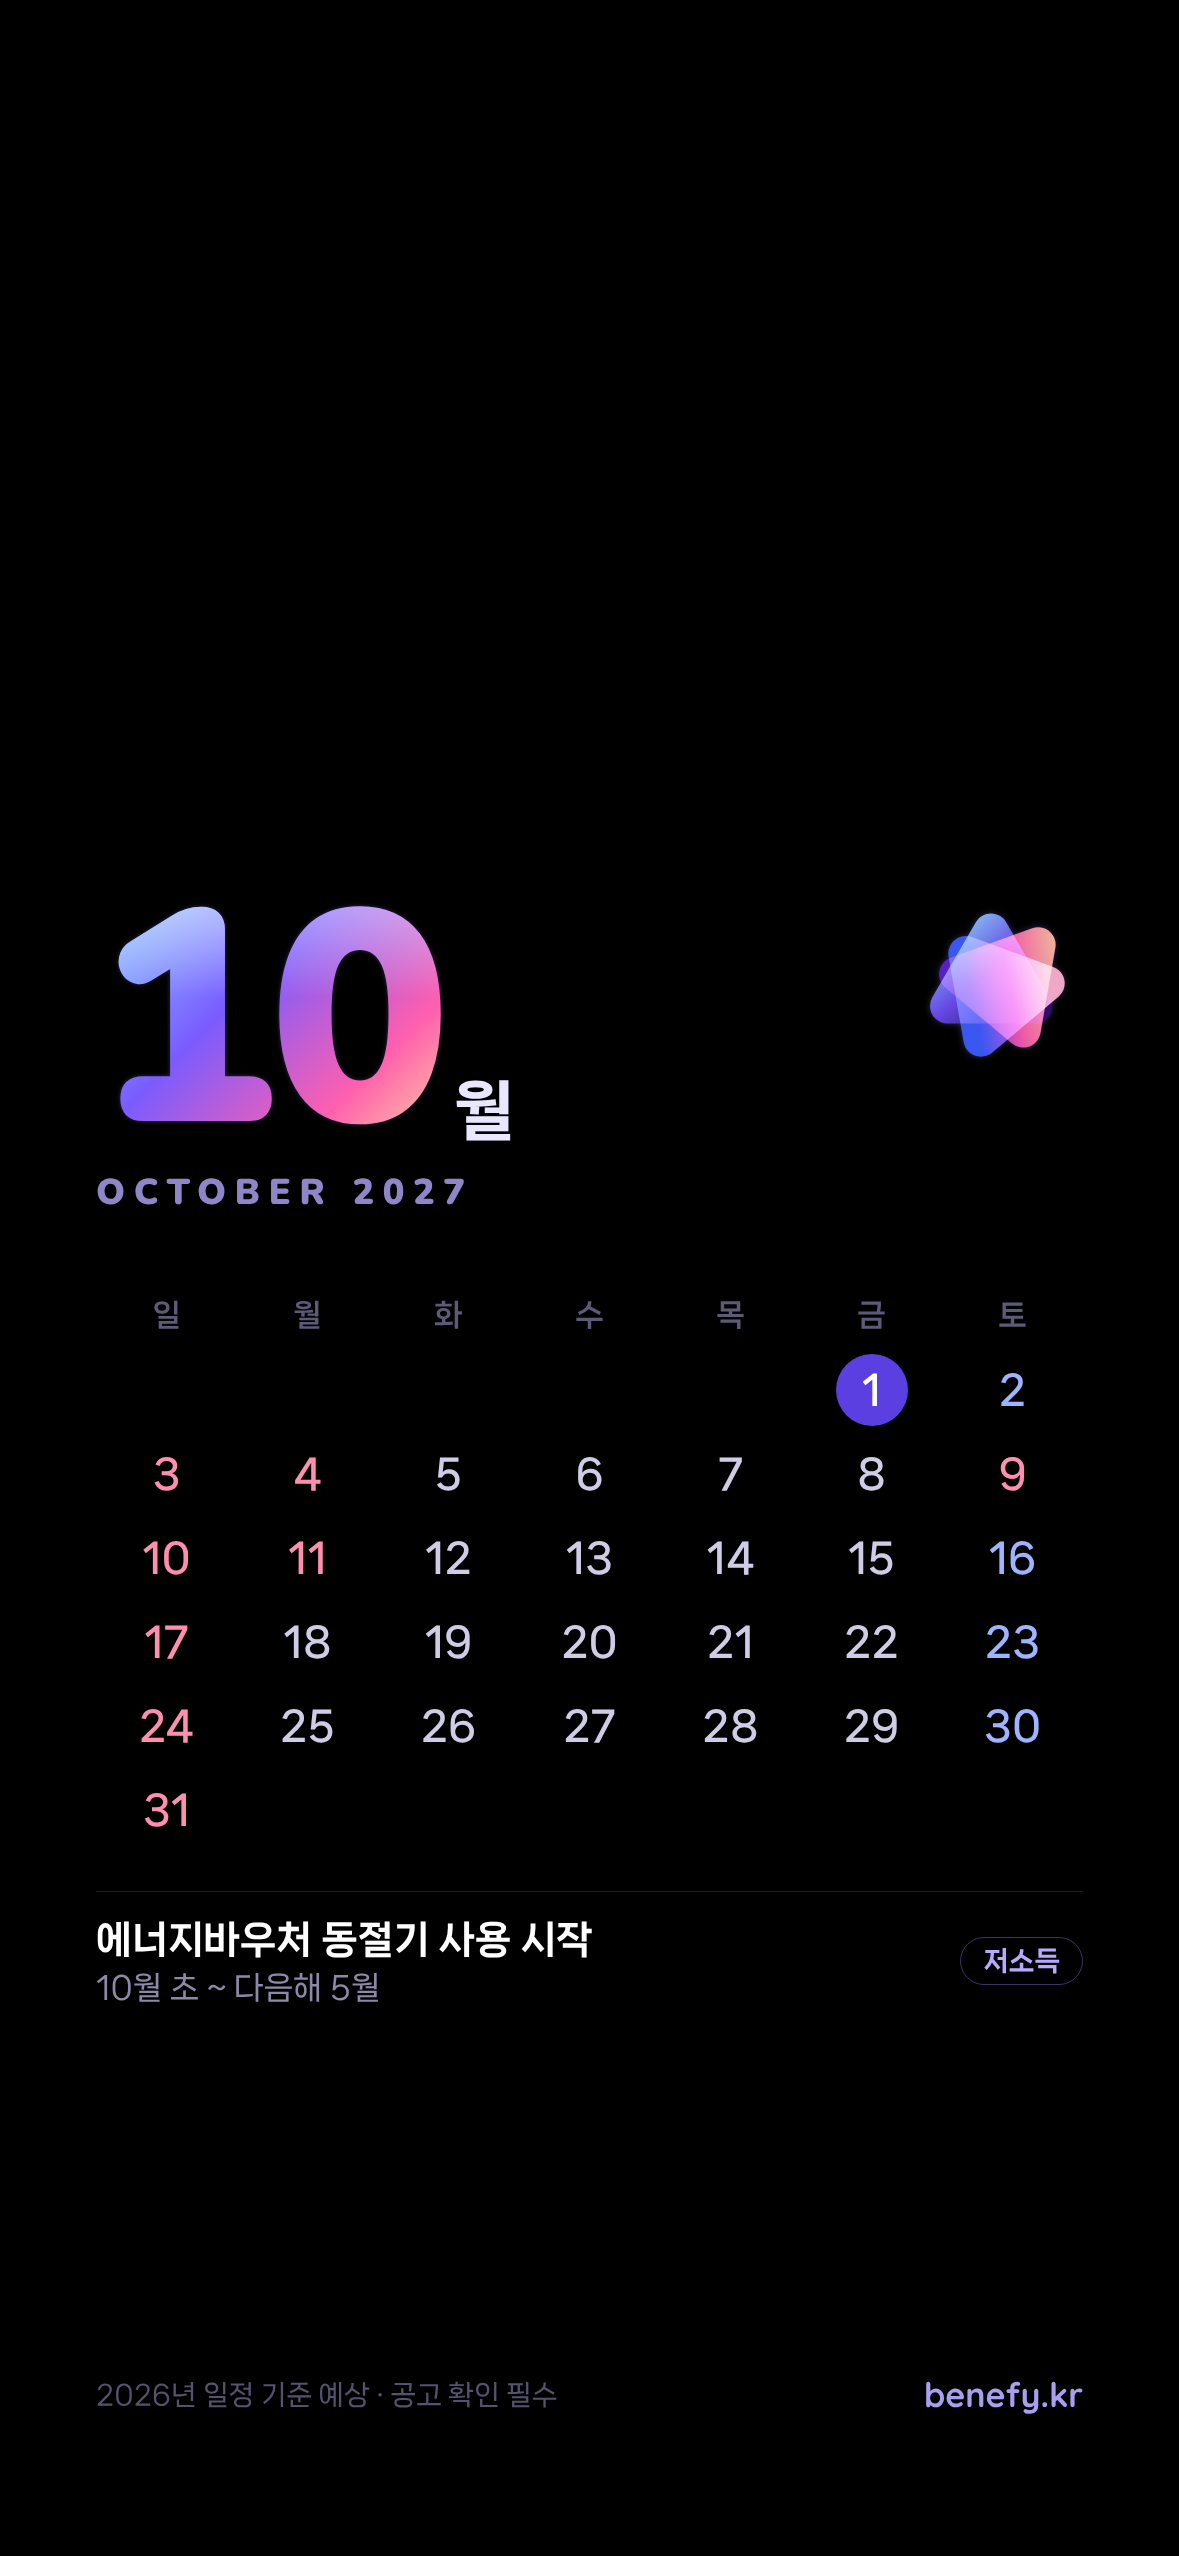 10월
OCTOBER 2027
일 월 화 수 목 금 토
1 2
3 4 5 6 7 8 9
10 11 12 13 14 15 16
17 18 19 20 21 22 23
24 25 26 27 28 29 30
31
에너지바우처 동절기 사용 시작
10월 초 ~ 다음해 5월
저소득
2026년 일정 기준 예상 · 공고 확인 필수
benefy.kr